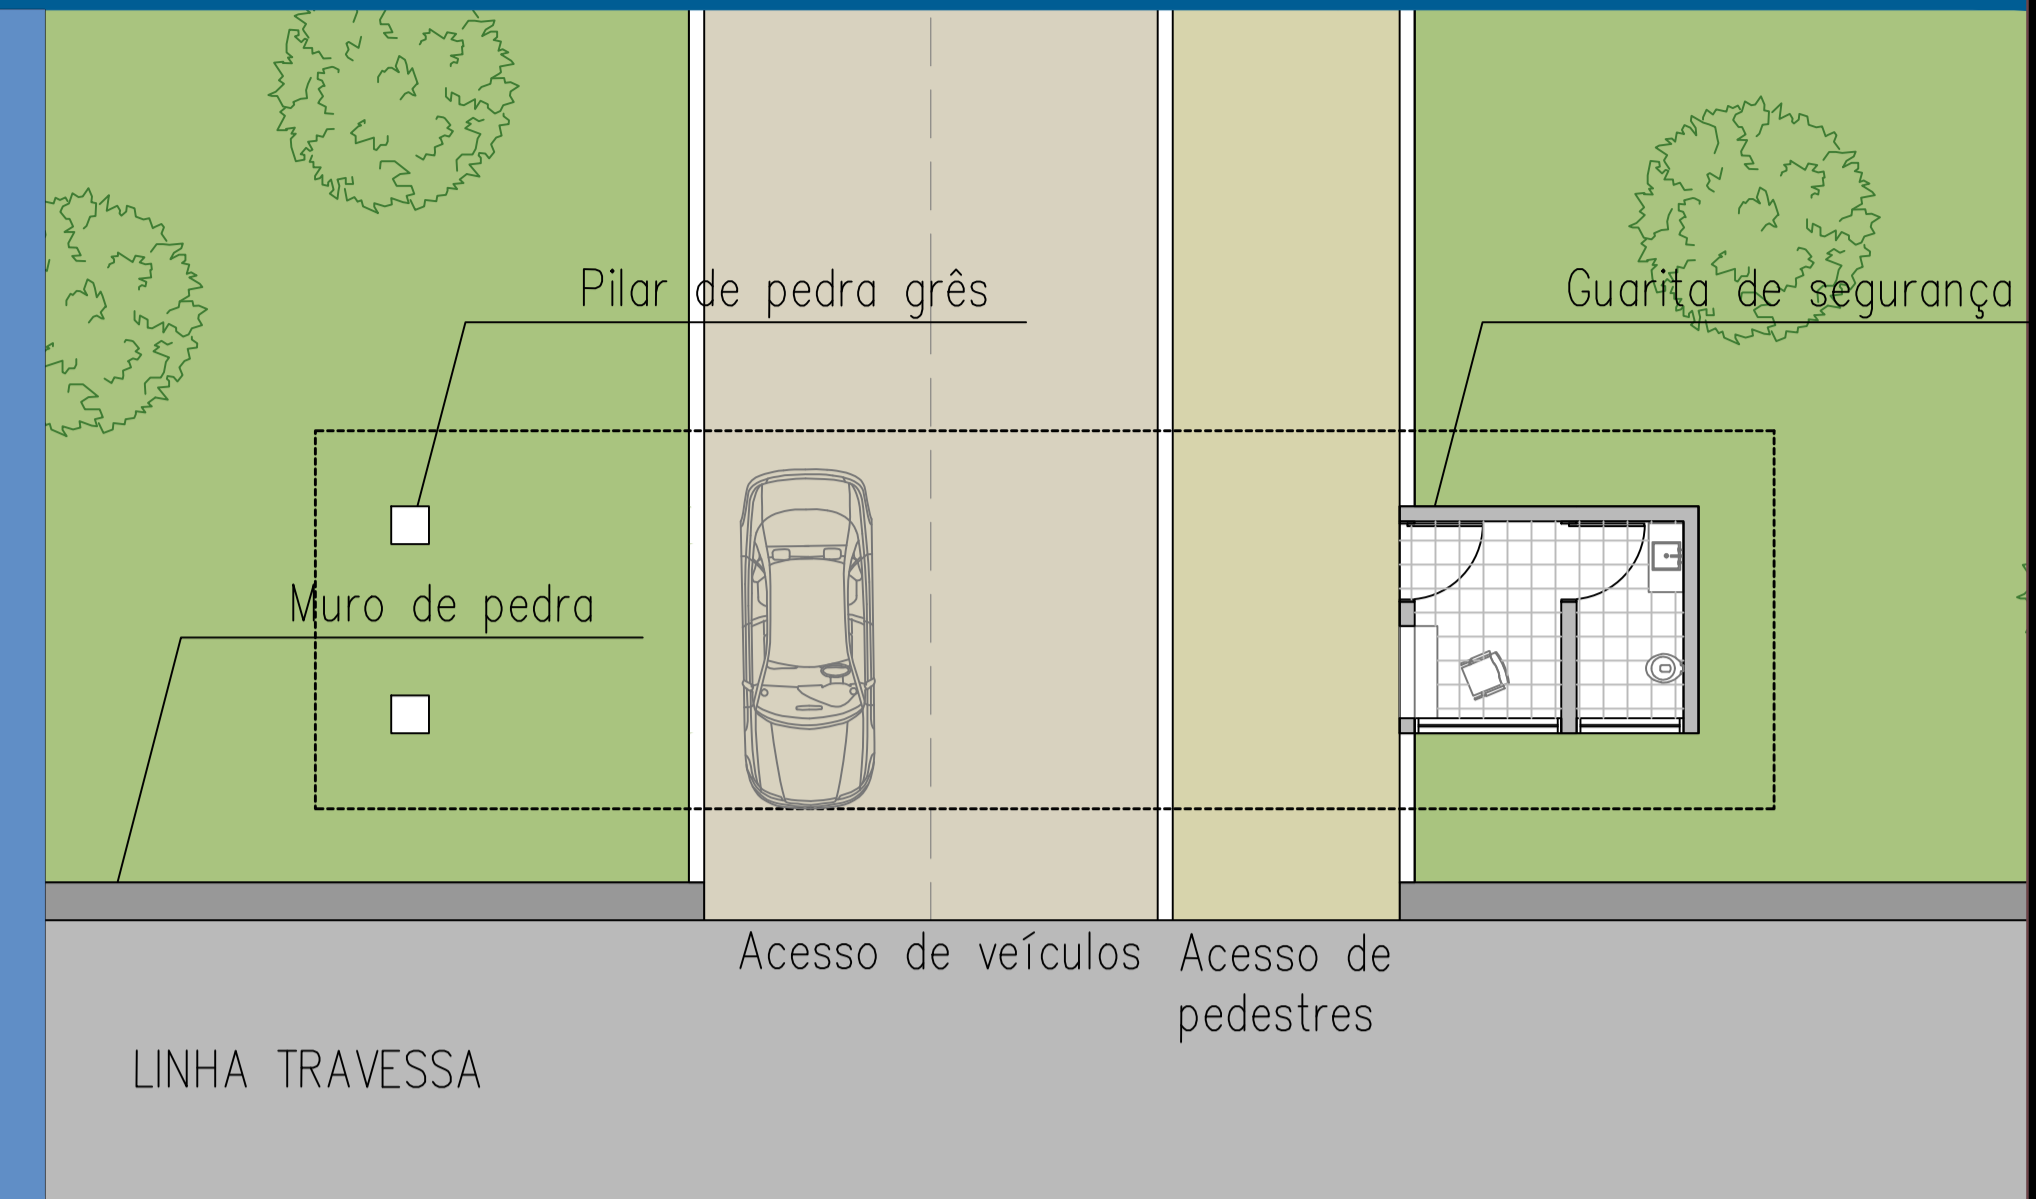 Pilar de pedra grês
Guarita de segurança
Muro de pedra
Acesso de veículos
Acesso de
pedestres
LINHA TRAVESSA